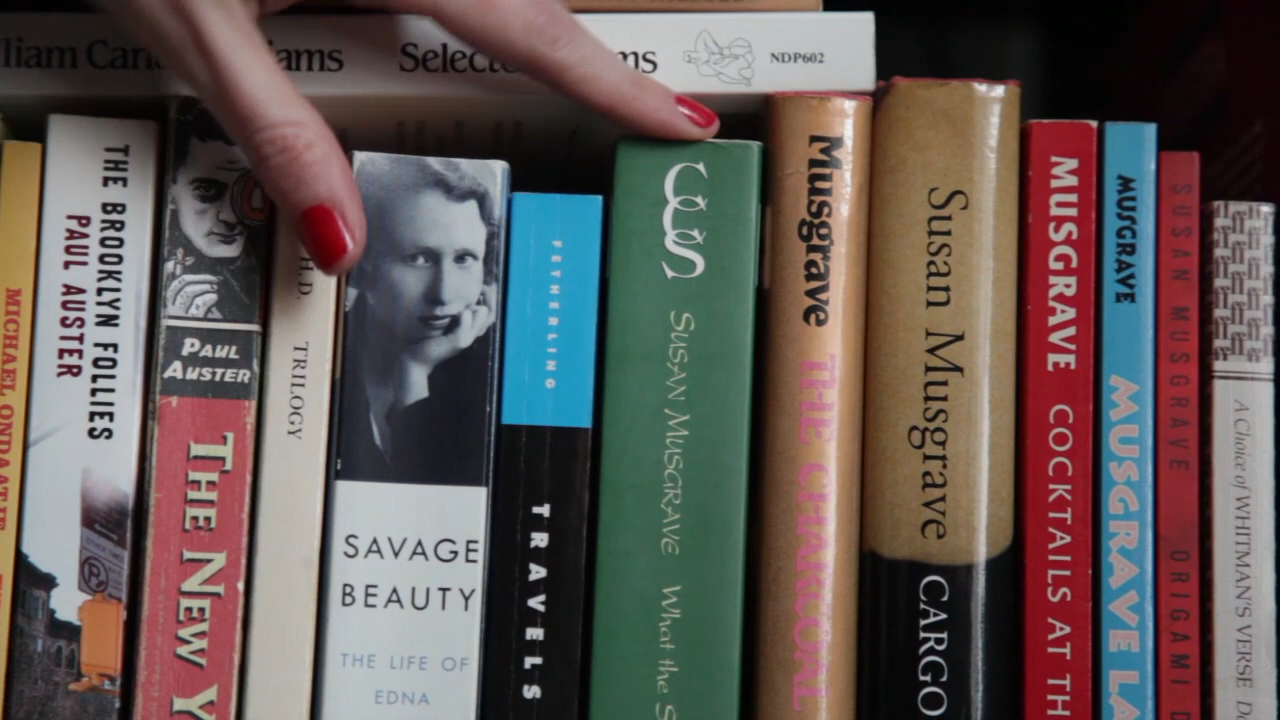 liam Car
ams
Select
ms
NDP602
MICHAEL ONDAATJE
THE BROOKLYN FOLLIES
PAUL AUSTER
PAUL
AUSTER
THE NEW Y
H.D.
TRILOGY
SAVAGE
BEAUTY
THE LIFE OF
EDNA
FETHERLING
TRAVELS
SUSAN MUSGRAVE What the S
Musgrave THE CHARCOAL
Susan Musgrave CARGO
MUSGRAVE COCKTAILS AT TH
MUSGRAVE MUSGRAVE LA
SUSAN MUSGRAVE ORIGAMI D
A Choice of WHITMAN'S VERSE